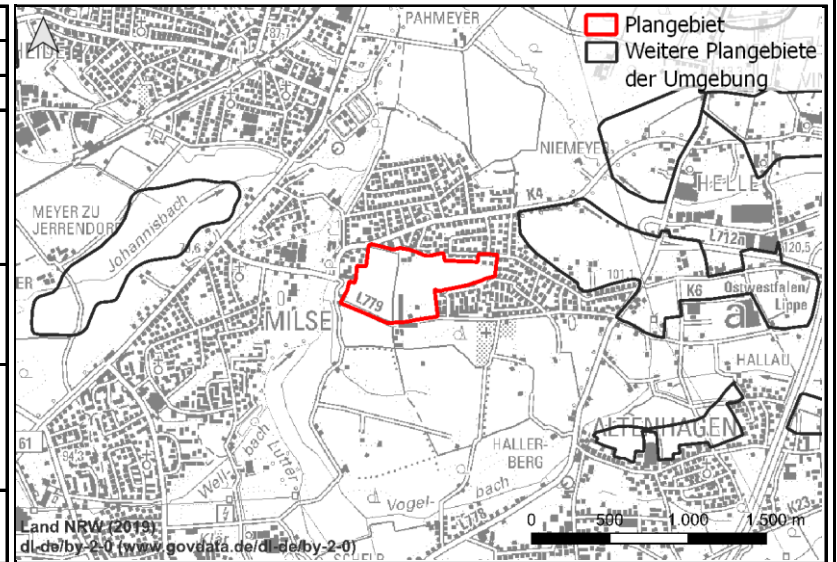 PAHMEYER
87-7
Plangebiet
Weitere Plangebiete
der Umgebung
NIEMEYER
HELLE
K4
MEYER ZU
JERRENDORF
Johannisbach
L712n
120,5
101,1
K6
Ostwestfalen/
Lippe
L779
MILSE
HALLAU
ALTENHAGEN
61
94,3
HALLER-
BERG
Well-
bach
Lutter
Vogel-
bach
L778
K23
Land NRW (2019)
dl-de/by-2-0 (www.govdata.de/dl-de/by-2-0)
0 500 1.000 1.500 m